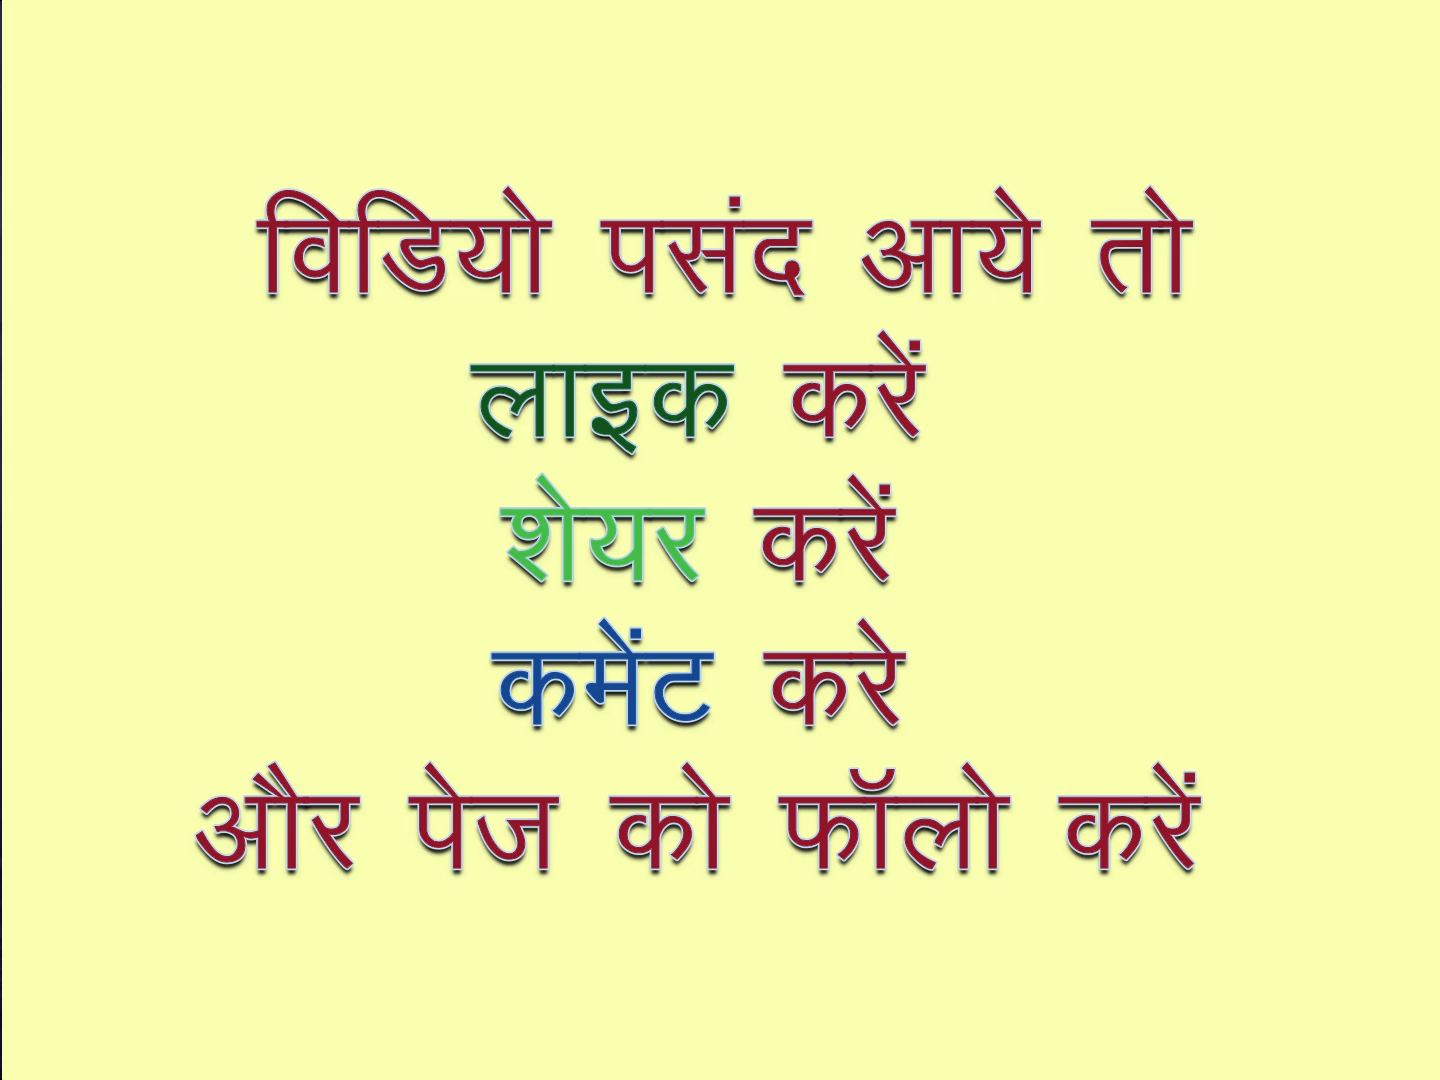 विडियो पसंद आये तो
लाइक करें
शेयर करें
कमेंट करे
और पेज को फॉलो करें